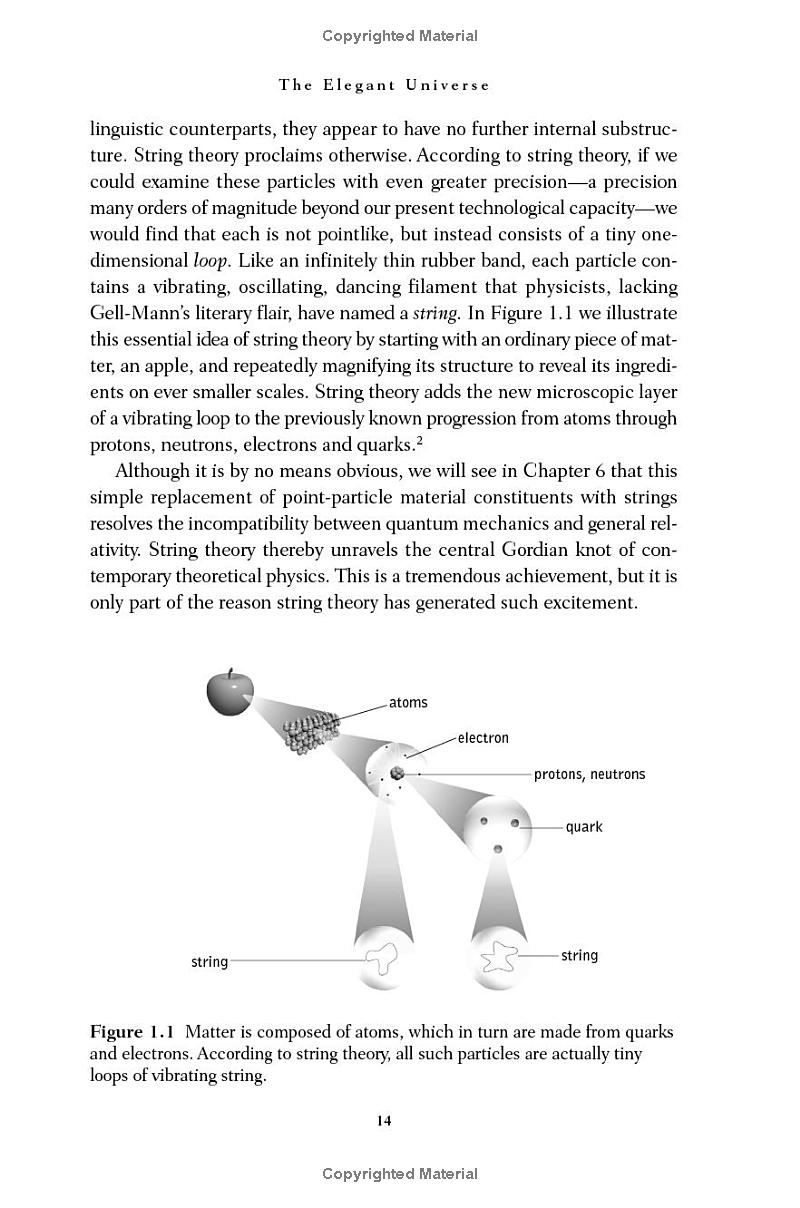 Copyrighted Material
The Elegant Universe
linguistic counterparts, they appear to have no further internal substruc-
ture. String theory proclaims otherwise. According to string theory, if we
could examine these particles with even greater precision—a precision
many orders of magnitude beyond our present technological capacity—we
would find that each is not pointlike, but instead consists of a tiny one-
dimensional loop. Like an infinitely thin rubber band, each particle con-
tains a vibrating, oscillating, dancing filament that physicists, lacking
Gell-Mann's literary flair, have named a string. In Figure 1.1 we illustrate
this essential idea of string theory by starting with an ordinary piece of mat-
ter, an apple, and repeatedly magnifying its structure to reveal its ingredi-
ents on ever smaller scales. String theory adds the new microscopic layer
of a vibrating loop to the previously known progression from atoms through
protons, neutrons, electrons and quarks.²
Although it is by no means obvious, we will see in Chapter 6 that this
simple replacement of point-particle material constituents with strings
resolves the incompatibility between quantum mechanics and general rel-
ativity. String theory thereby unravels the central Gordian knot of con-
temporary theoretical physics. This is a tremendous achievement, but it is
only part of the reason string theory has generated such excitement.
atoms
electron
protons, neutrons
quark
string
string
Figure 1.1 Matter is composed of atoms, which in turn are made from quarks
and electrons. According to string theory, all such particles are actually tiny
loops of vibrating string.
14
Copyrighted Material